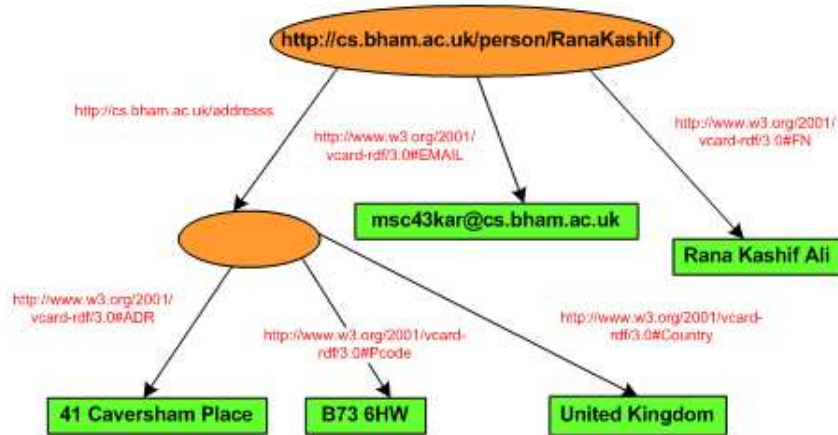 http://cs.bham.ac.uk/person/RanaKashif
http://cs.bham.ac.uk/addresss
http://www.w3.org/2001/
vcard-rdf/3.0#EMAIL
http://www.w3.org/2001/
vcard-rdf/3.0#FN
msc43kar@cs.bham.ac.uk
Rana Kashif Ali
http://www.w3.org/2001/
vcard-rdf/3.0#ADR
http://www.w3.org/2001/vcard-
rdf/3.0#Pcode
http://www.w3.org/2001/vcard-
rdf/3.0#Country
41 Caversham Place
B73 6HW
United Kingdom